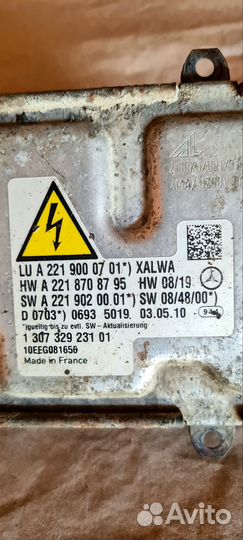 LU A 221 900 07 01*) XALWA
HW A 221 870 87 95 HW 08/19
SW A 221 902 00 01*) SW 08/48/00*)
D 0703*) 0693 5019 03.05.10
*)gueltig bis zu evtl. SW-Aktualisierung
1 307 329 231 01
10EEG081650
Made in France
Avito